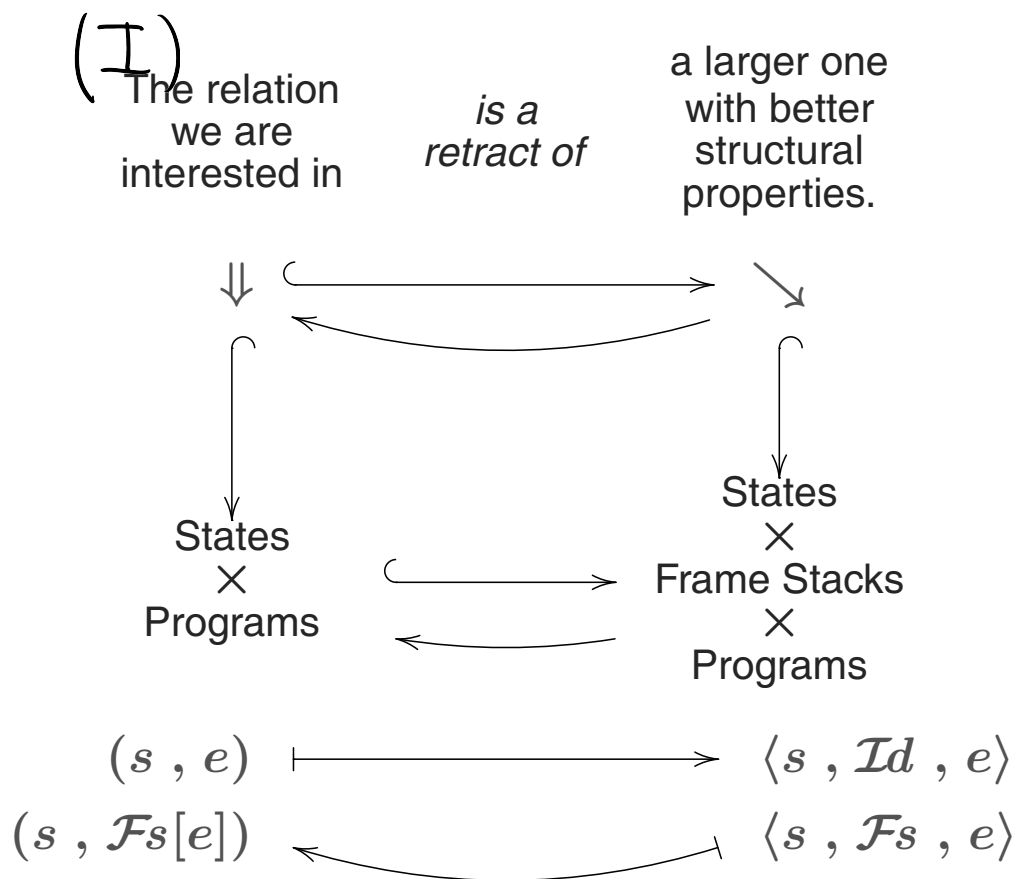 (I)
The relation
we are
interested in
is a
retract of
a larger one
with better
structural
properties.
⇓
↘
States
×
Programs
States
×
Frame Stacks
×
Programs
(s , e) ⟼ ⟨s , Id , e⟩
(s , Fs[e]) ⟨s , Fs , e⟩